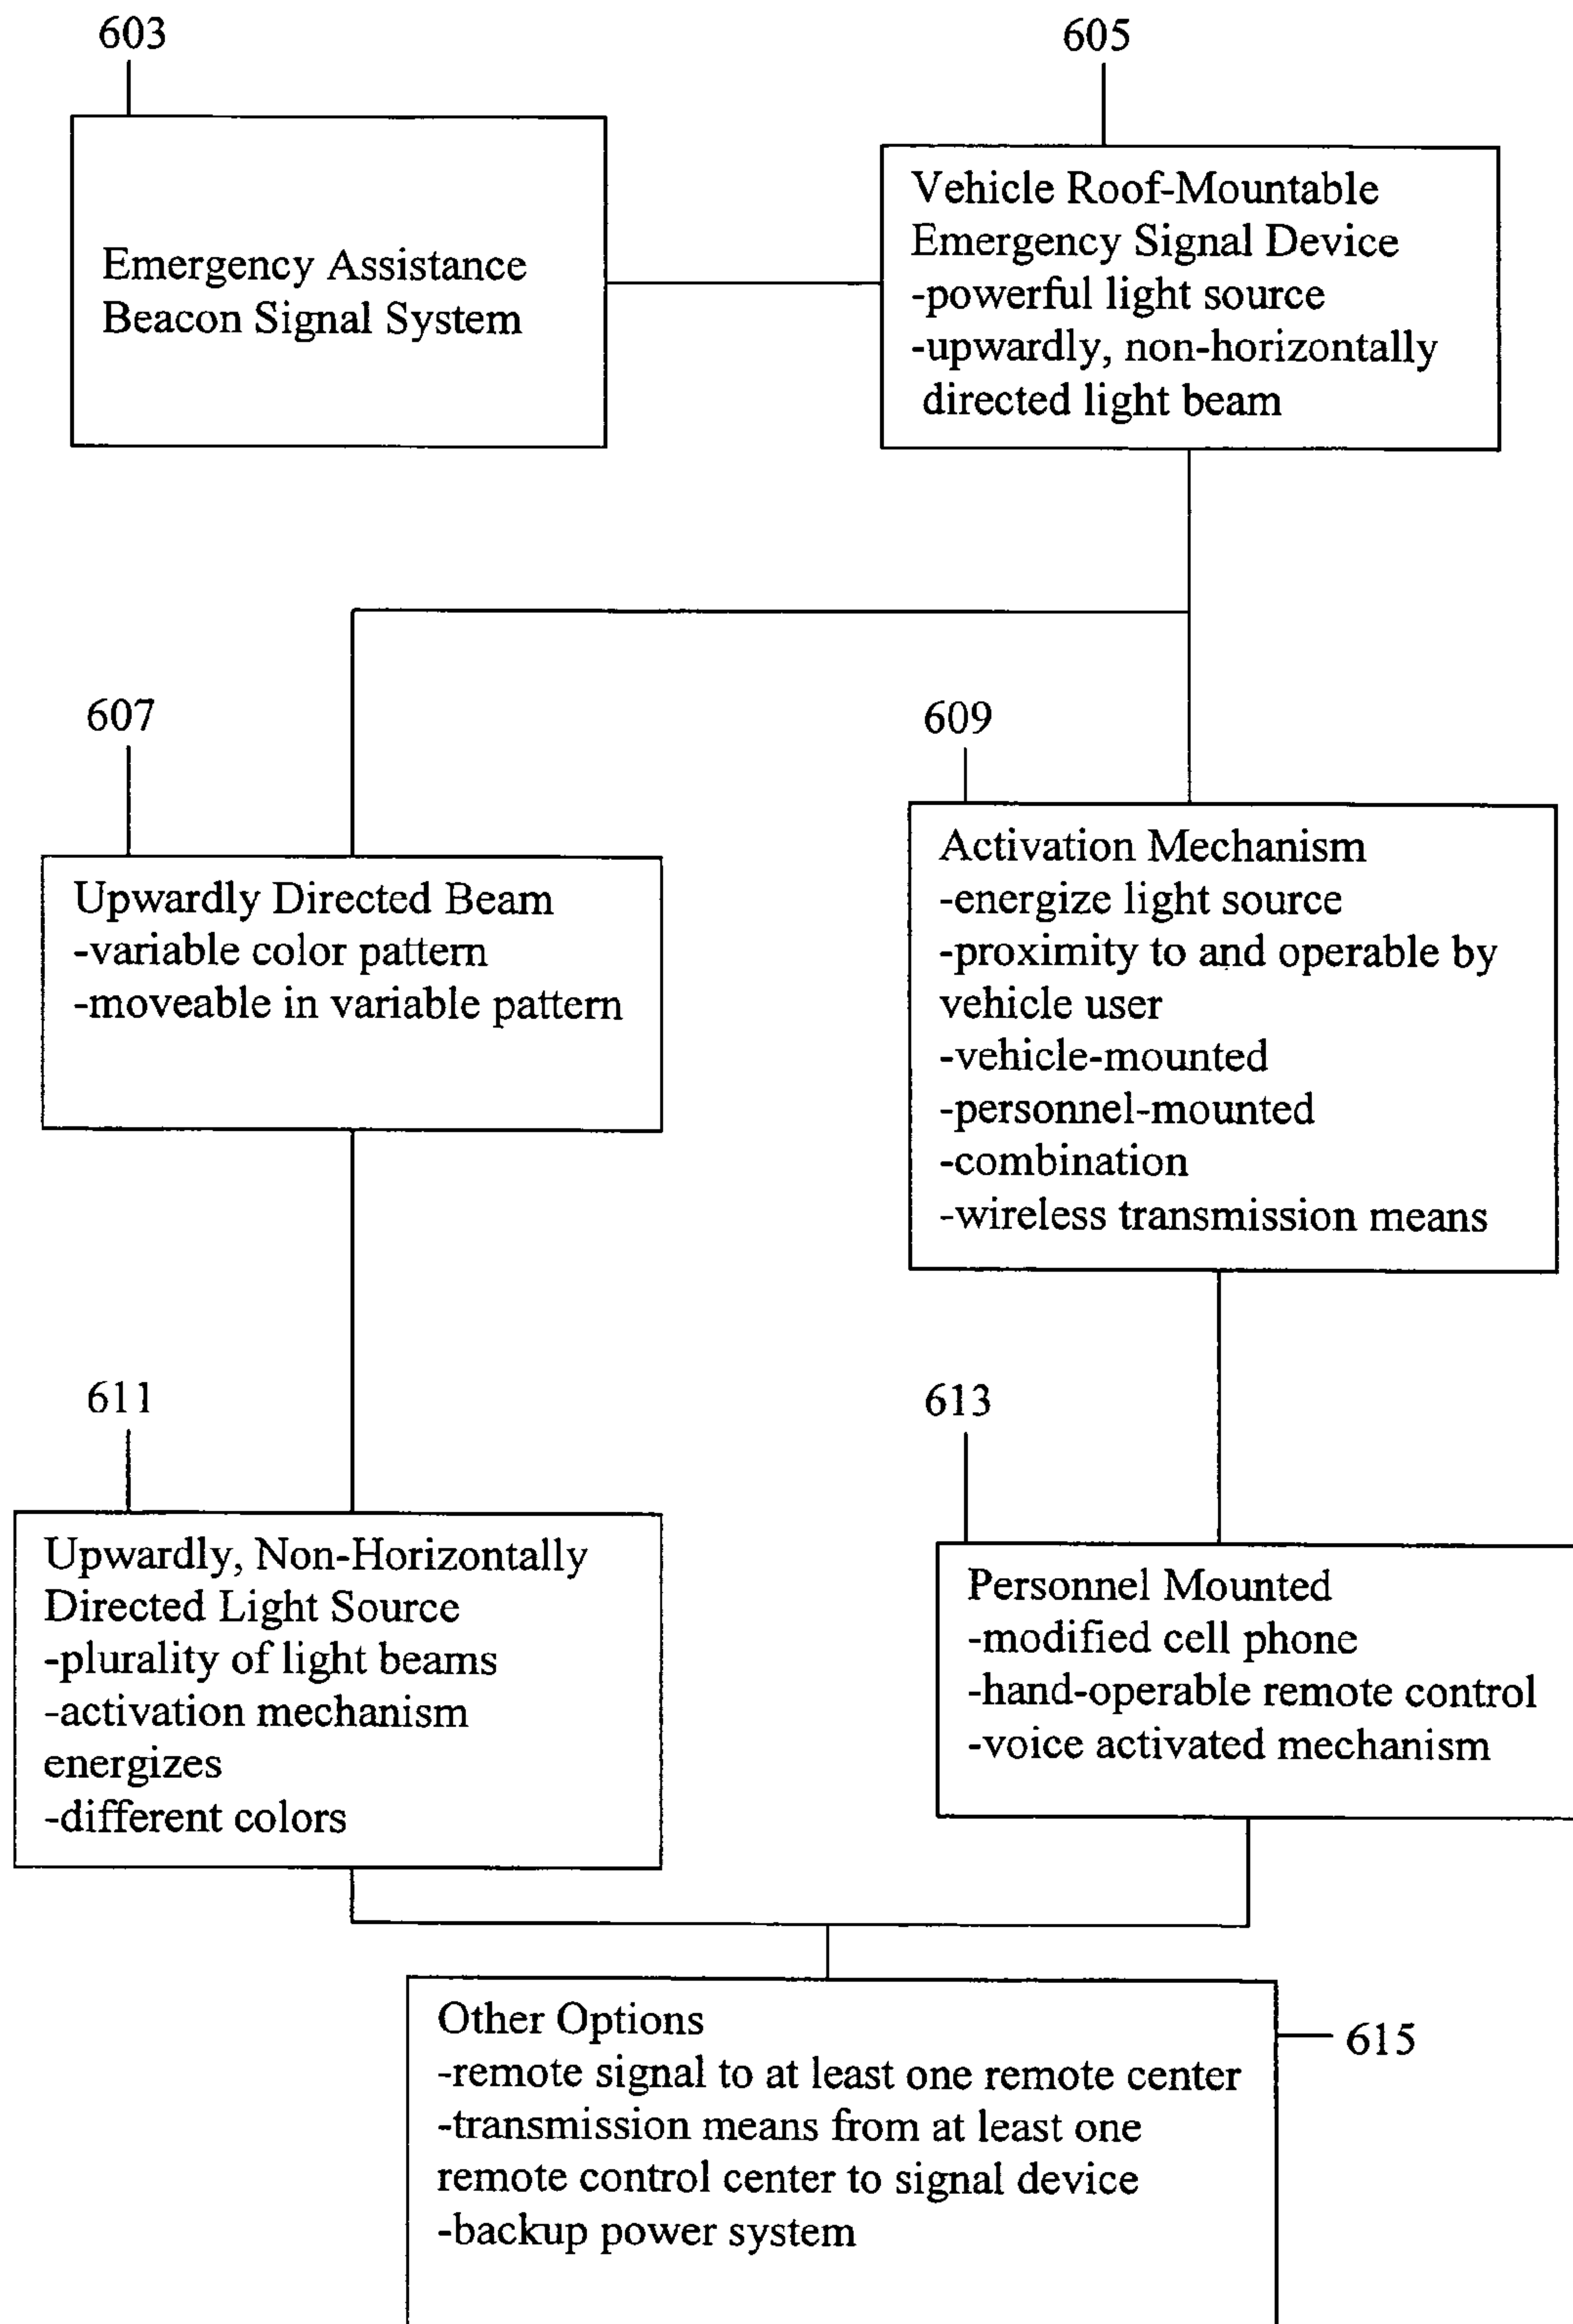 603
605
Emergency Assistance
Beacon Signal System
Vehicle Roof-Mountable
Emergency Signal Device
-powerful light source
-upwardly, non-horizontally
directed light beam
607
609
Upwardly Directed Beam
-variable color pattern
-moveable in variable pattern
Activation Mechanism
-energize light source
-proximity to and operable by
vehicle user
-vehicle-mounted
-personnel-mounted
-combination
-wireless transmission means
611
613
Upwardly, Non-Horizontally
Directed Light Source
-plurality of light beams
-activation mechanism
energizes
-different colors
Personnel Mounted
-modified cell phone
-hand-operable remote control
-voice activated mechanism
Other Options
-remote signal to at least one remote center
-transmission means from at least one
remote control center to signal device
-backup power system
615